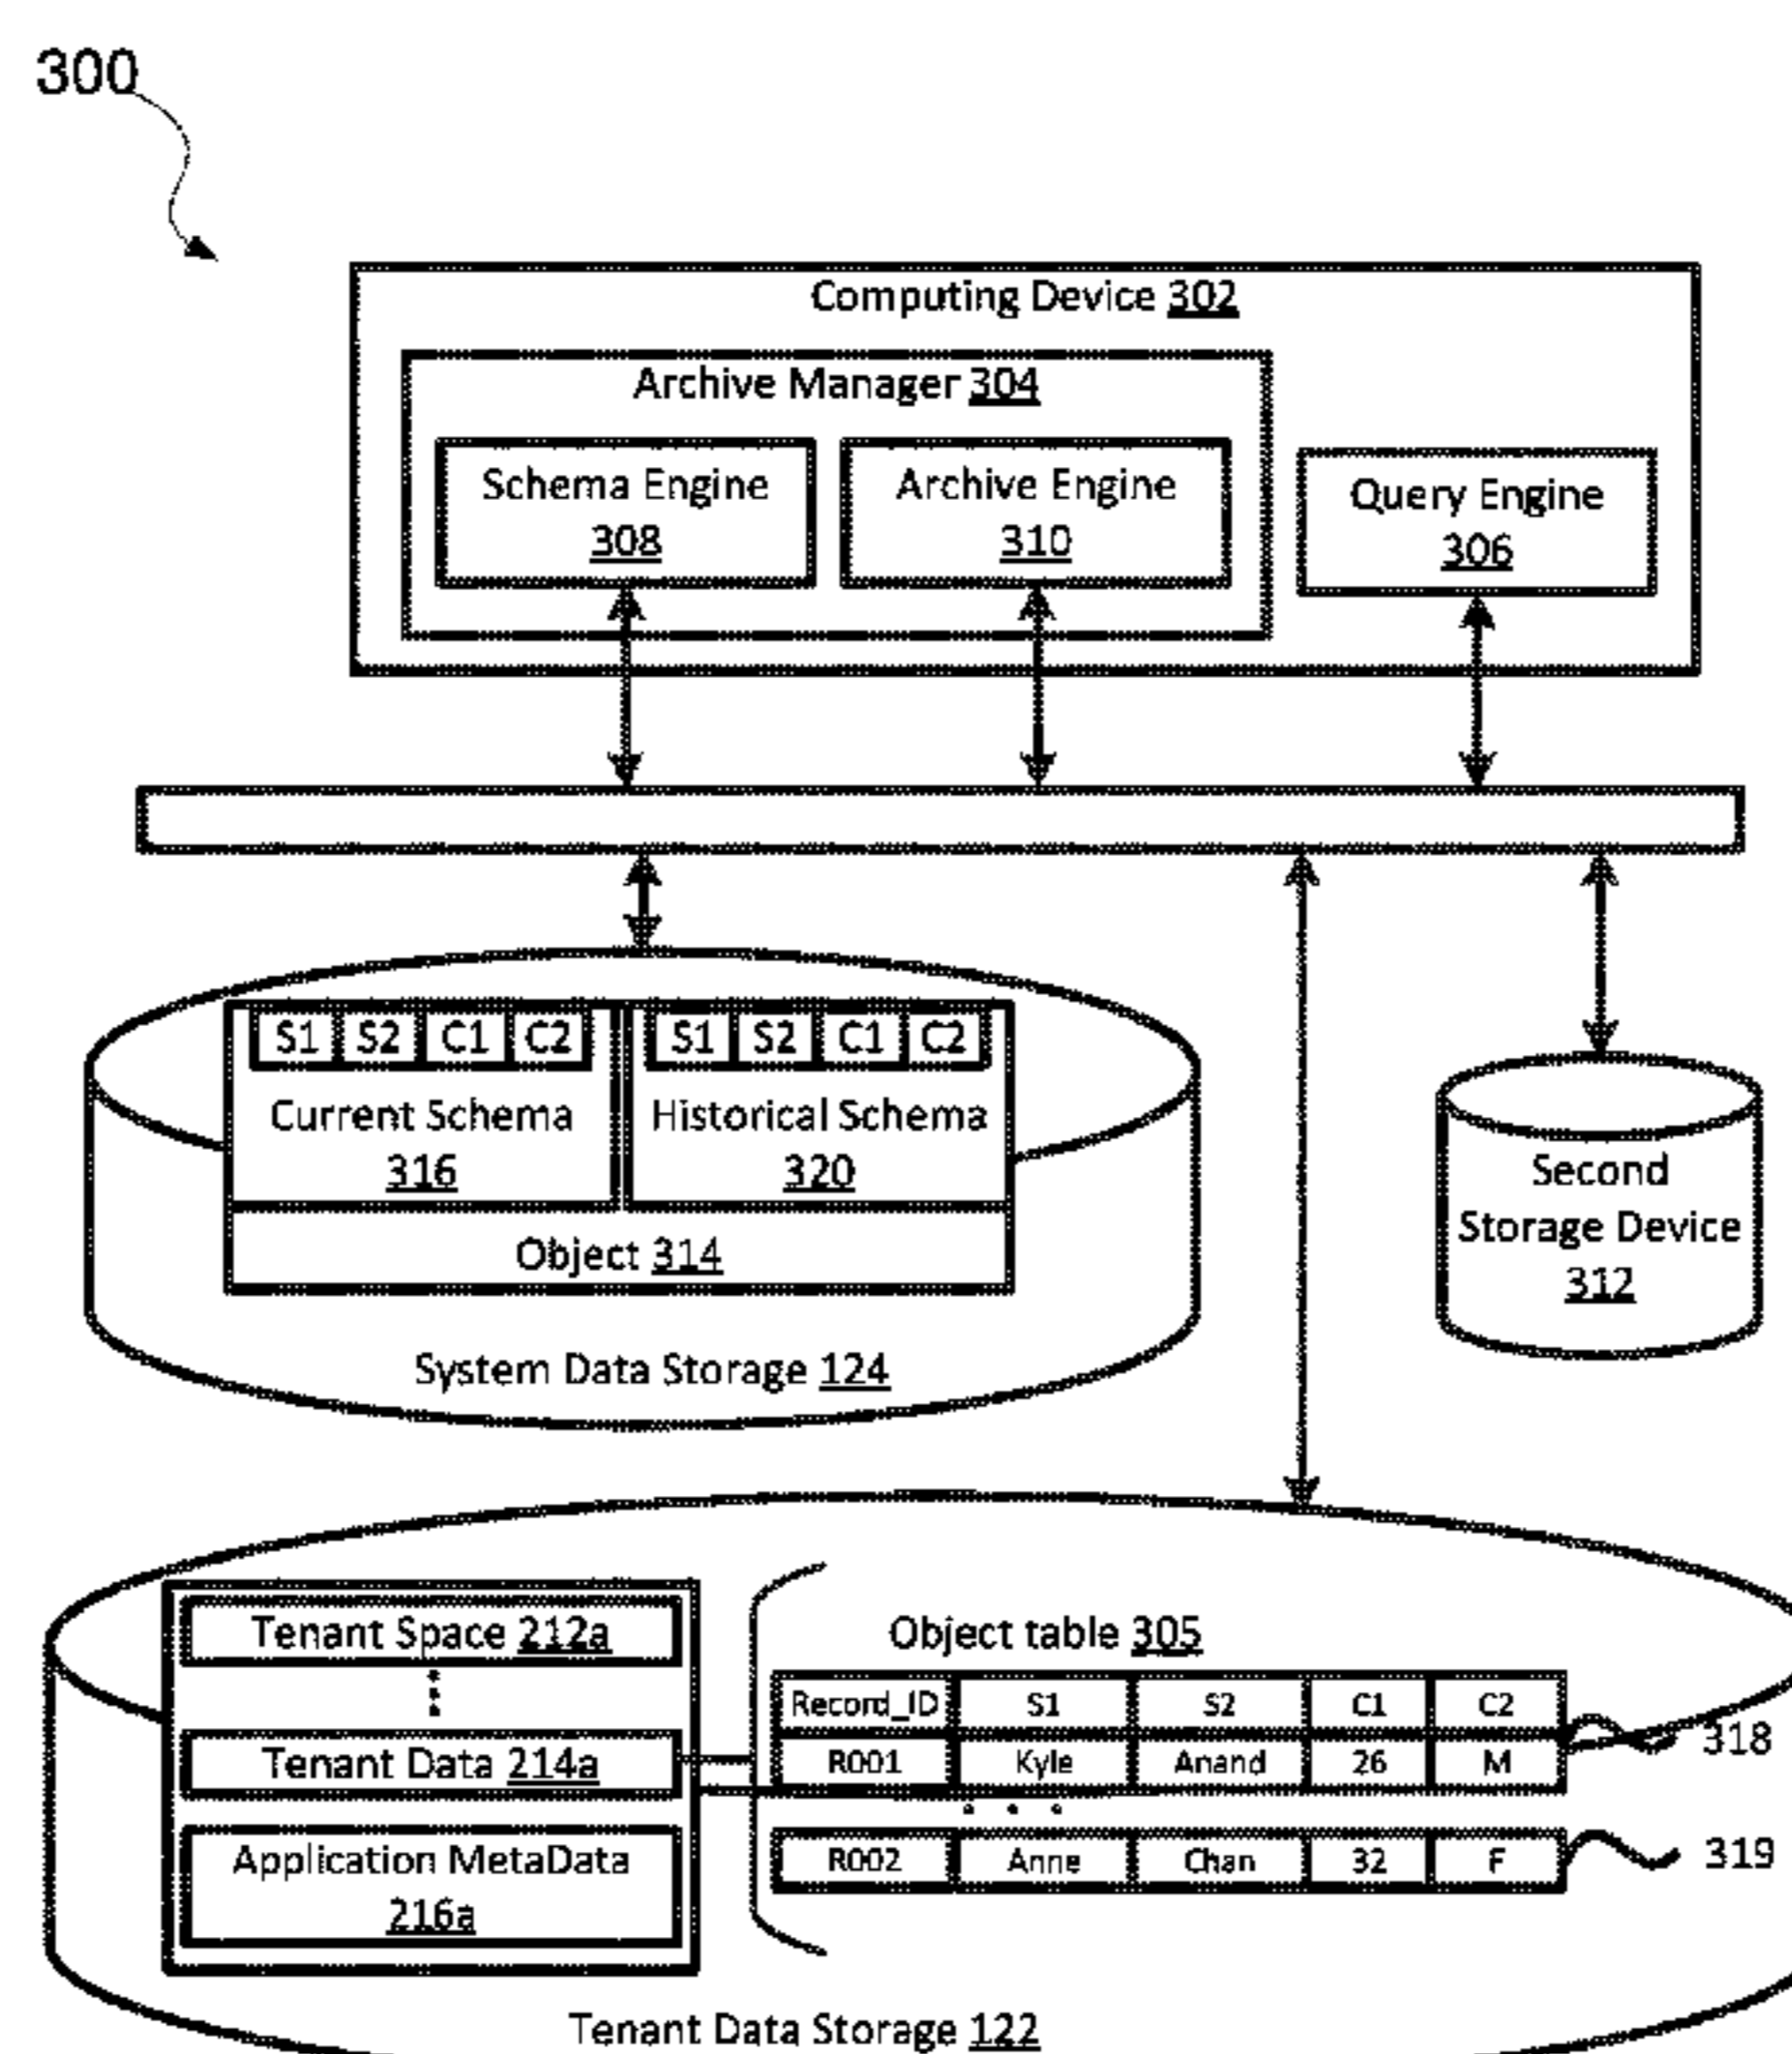 300
Computing Device 302
Archive Manager 304
Schema Engine
308
Archive Engine
310
Query Engine
306
S1 S2 C1 C2
S1 S2 C1 C2
Current Schema
316
Historical Schema
320
Object 314
System Data Storage 124
Second
Storage Device
312
Tenant Space 212a
Tenant Data 214a
Application MetaData
216a
Object table 305
Record_ID S1 S2 C1 C2
R001 Kyle Anand 26 M
318
R002 Anne Chan 32 F
319
Tenant Data Storage 122